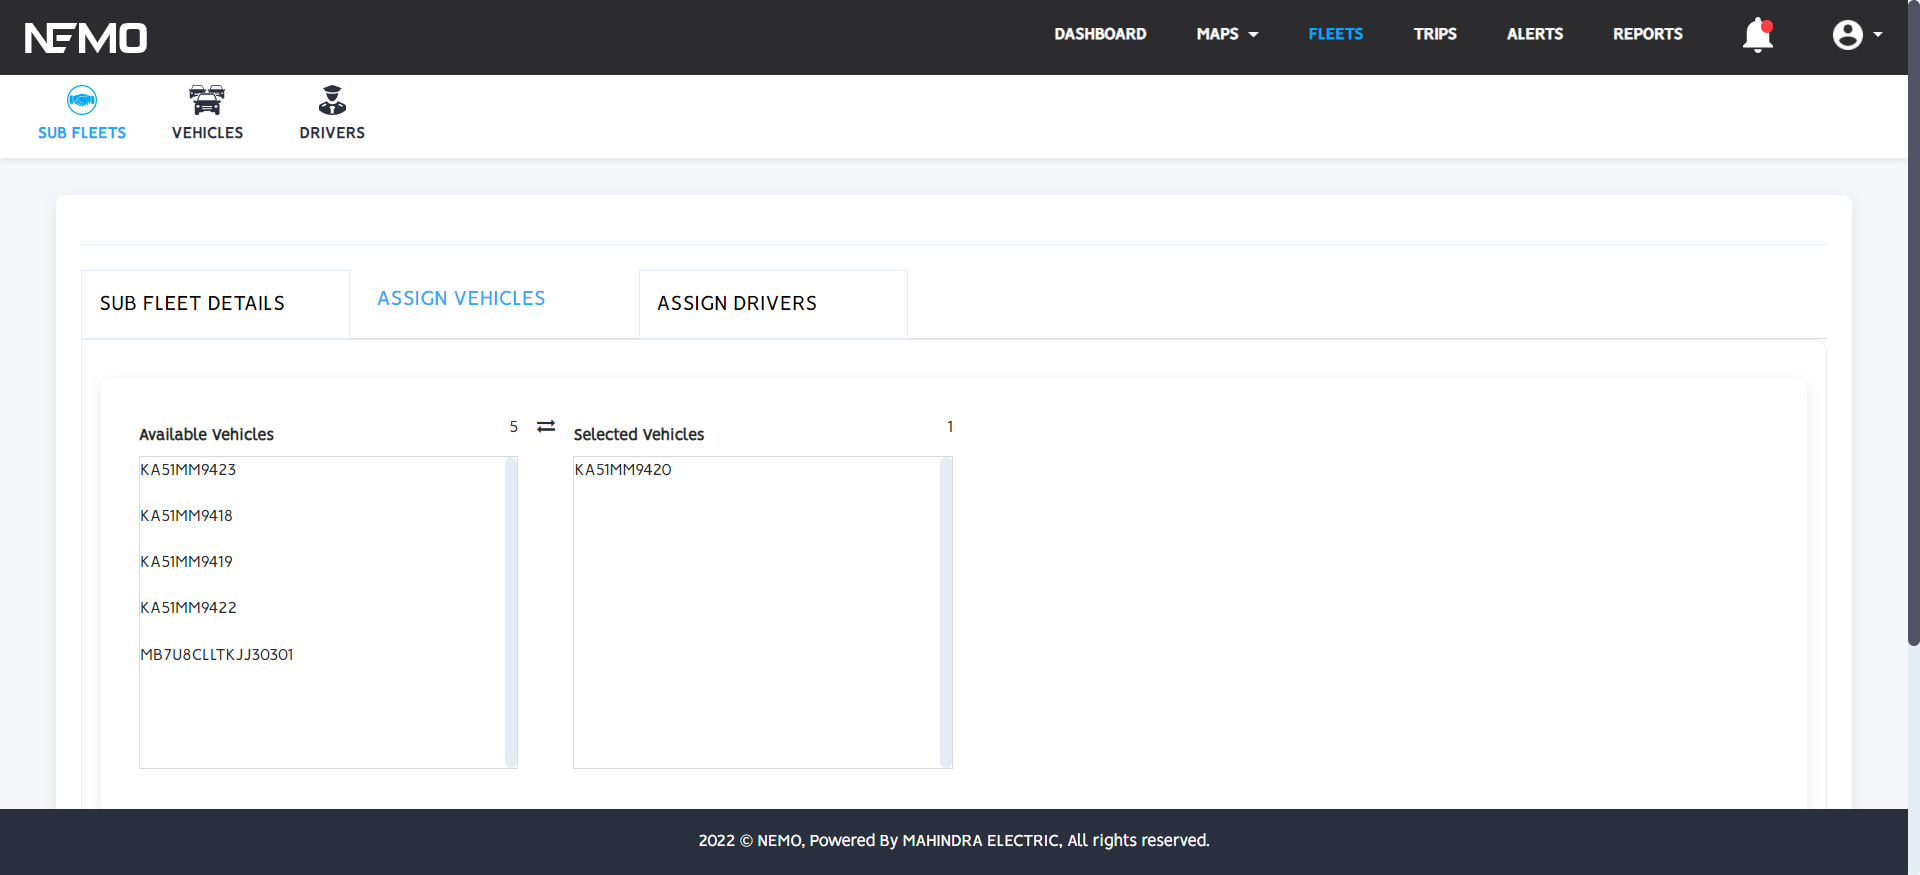 NEMO
DASHBOARD MAPS FLEETS TRIPS ALERTS REPORTS
SUB FLEETS VEHICLES DRIVERS
SUB FLEET DETAILS ASSIGN VEHICLES ASSIGN DRIVERS
Available Vehicles 5 Selected Vehicles 1
KA51MM9423 KA51MM9420
KA51MM9418
KA51MM9419
KA51MM9422
MB7U8CLLTKJJ30301
2022 © NEMO, Powered By MAHINDRA ELECTRIC, All rights reserved.